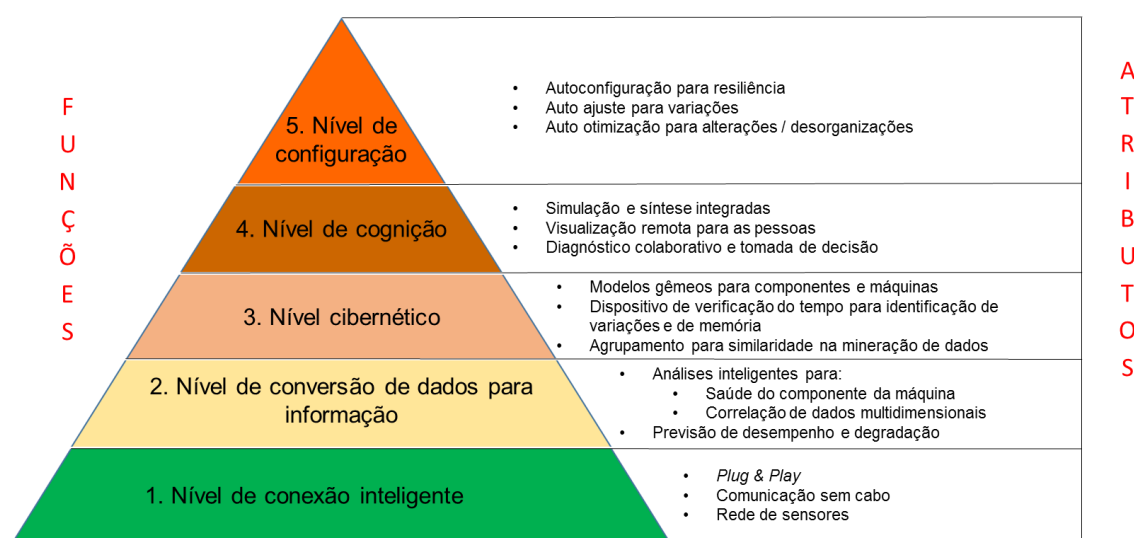 FUNÇÕES
5. Nível de
configuração
• Autoconfiguração para resiliência
• Auto ajuste para variações
• Auto otimização para alterações / desorganizações
4. Nível de cognição
• Simulação e síntese integradas
• Visualização remota para as pessoas
• Diagnóstico colaborativo e tomada de decisão
3. Nível cibernético
• Modelos gêmeos para componentes e máquinas
• Dispositivo de verificação do tempo para identificação de
variações e de memória
• Agrupamento para similaridade na mineração de dados
2. Nível de conversão de dados para
informação
• Análises inteligentes para:
• Saúde do componente da máquina
• Correlação de dados multidimensionais
• Previsão de desempenho e degradação
1. Nível de conexão inteligente
• Plug & Play
• Comunicação sem cabo
• Rede de sensores
ATRIBUTOS